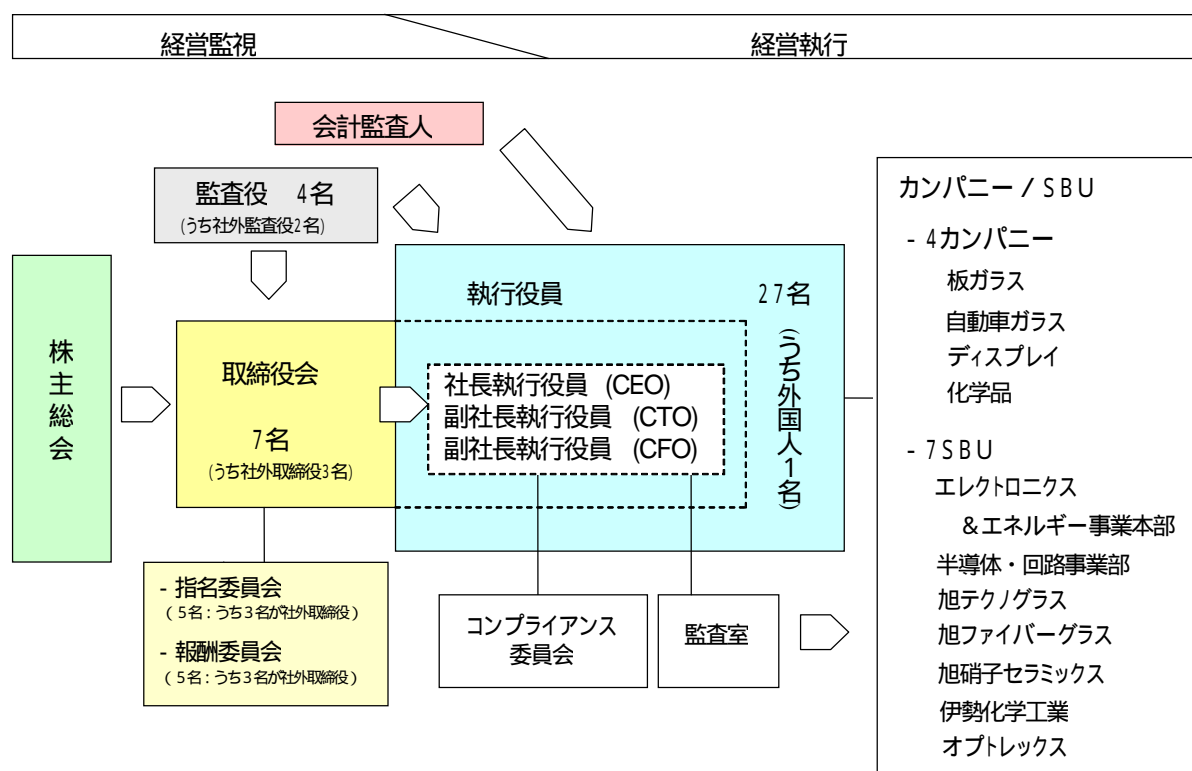 経営監視
経営執行
会計監査人
監査役 4名
(うち社外監査役2名)
株主総会
取締役会
7名
(うち社外取締役3名)
執行役員
27名
(うち外国人1名)
社長執行役員 (CEO)
副社長執行役員 (CTO)
副社長執行役員 (CFO)
- 指名委員会
(5名:うち3名が社外取締役)
- 報酬委員会
(5名:うち3名が社外取締役)
コンプライアンス
委員会
監査室
カンパニー / SBU
- 4カンパニー
板ガラス
自動車ガラス
ディスプレイ
化学品
- 7SBU
エレクトロニクス
&エネルギー事業本部
半導体・回路事業部
旭テクノグラス
旭ファイバーグラス
旭硝子セラミックス
伊勢化学工業
オプトレックス